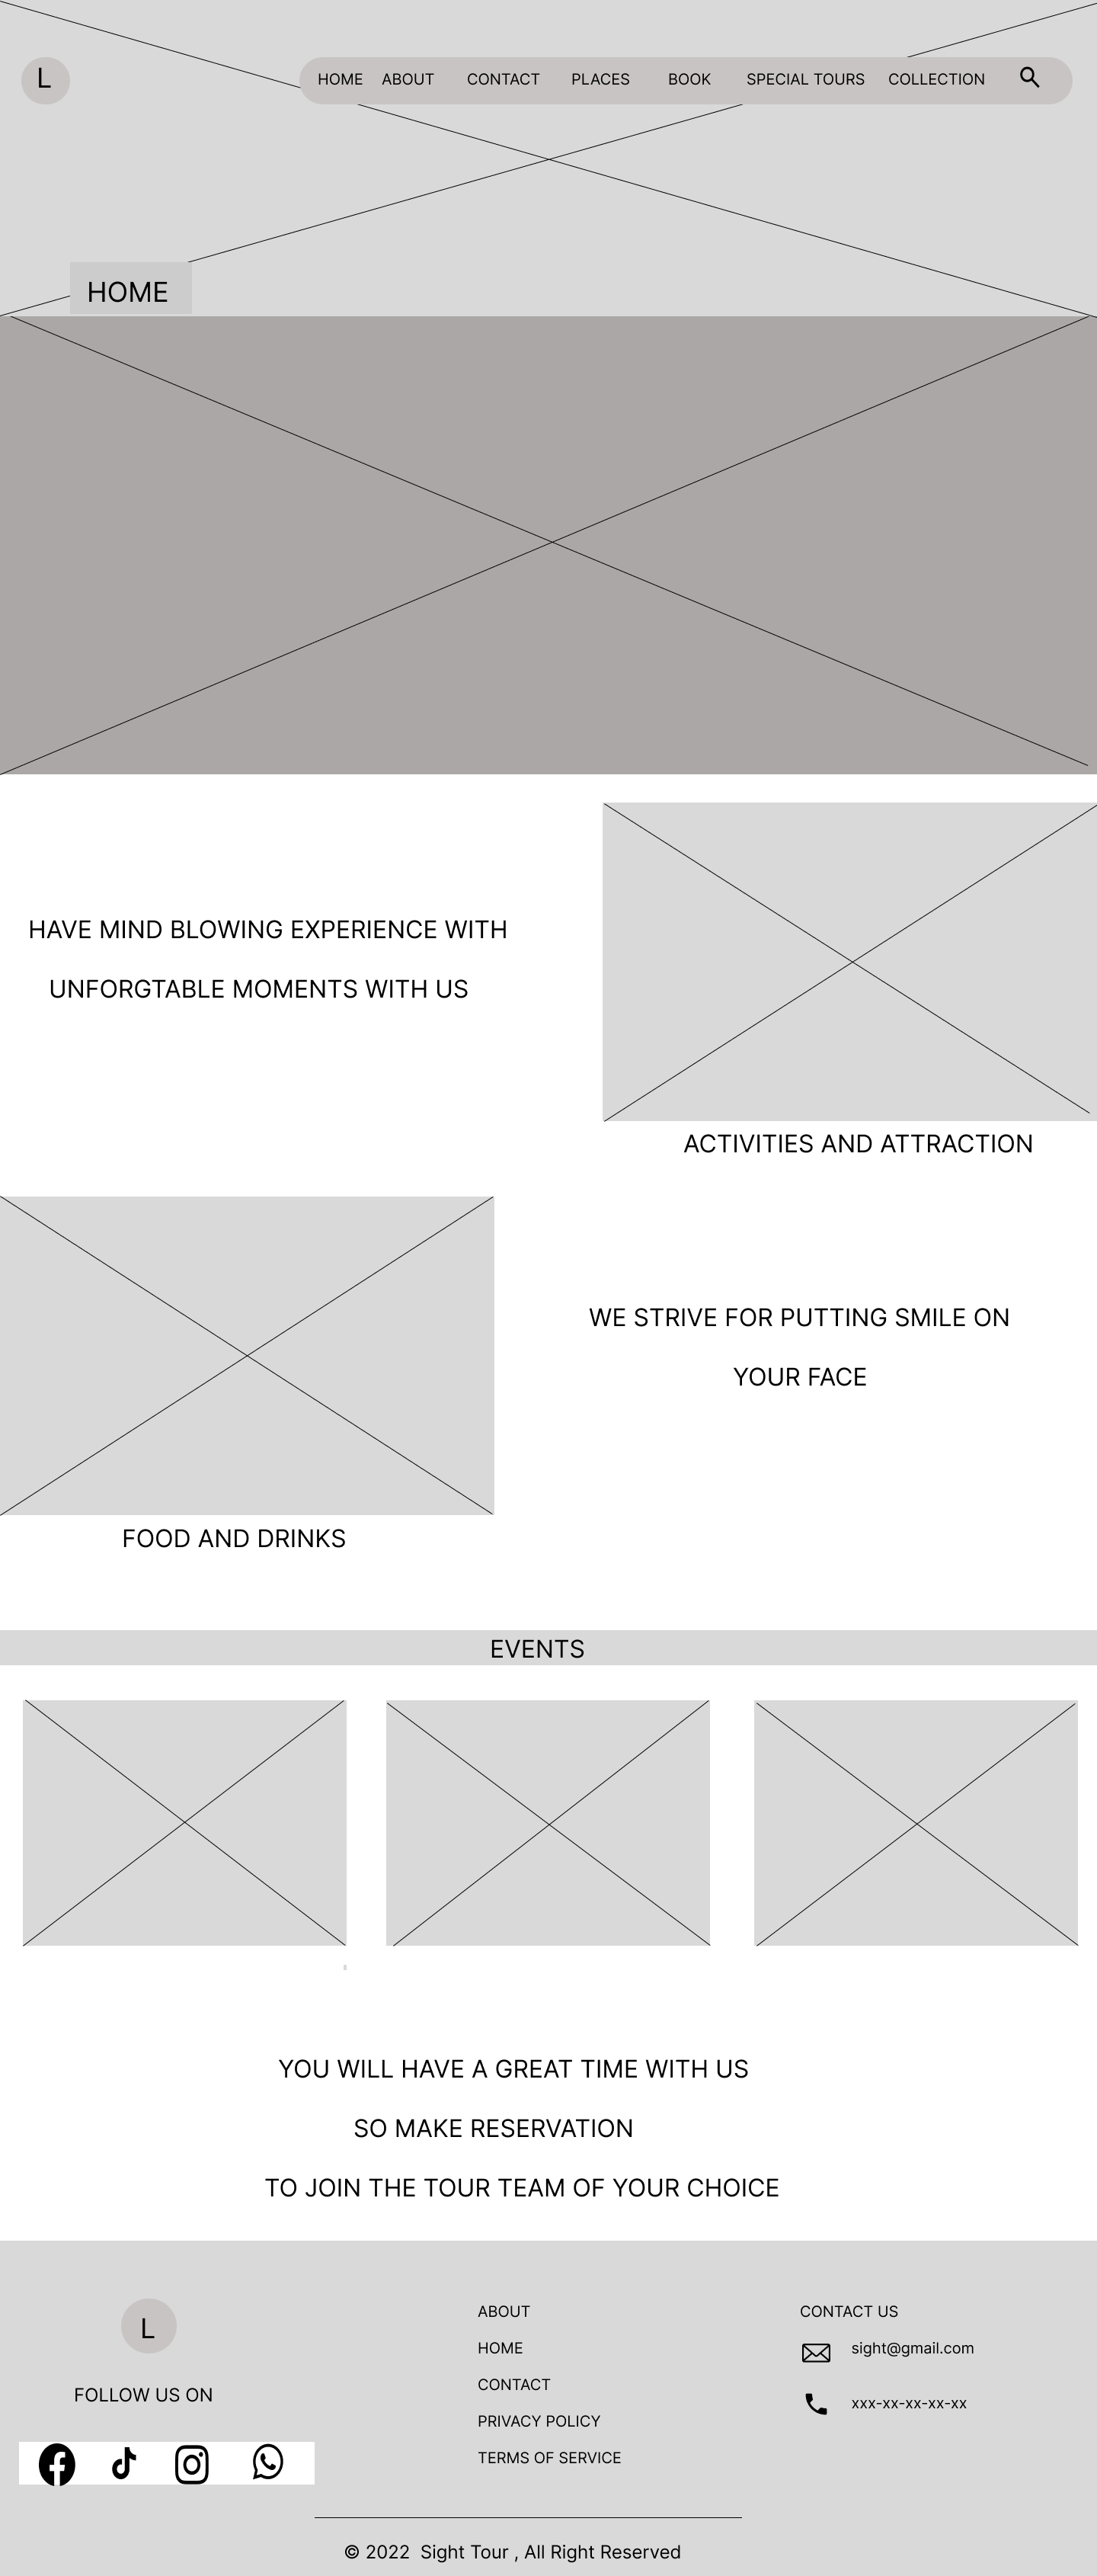 L
HOME ABOUT CONTACT PLACES BOOK SPECIAL TOURS COLLECTION
HOME
HAVE MIND BLOWING EXPERIENCE WITH
UNFORGTABLE MOMENTS WITH US
ACTIVITIES AND ATTRACTION
WE STRIVE FOR PUTTING SMILE ON
YOUR FACE
FOOD AND DRINKS
EVENTS
YOU WILL HAVE A GREAT TIME WITH US
SO MAKE RESERVATION
TO JOIN THE TOUR TEAM OF YOUR CHOICE
L
FOLLOW US ON
ABOUT
HOME
CONTACT
PRIVACY POLICY
TERMS OF SERVICE
CONTACT US
sight@gmail.com
xxx-xx-xx-xx-xx
© 2022 Sight Tour , All Right Reserved